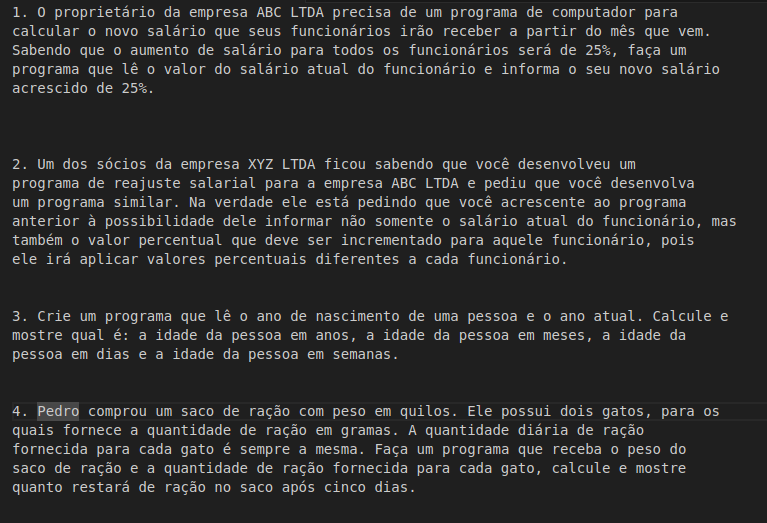 1. O proprietário da empresa ABC LTDA precisa de um programa de computador para
calcular o novo salário que seus funcionários irão receber a partir do mês que vem.
Sabendo que o aumento de salário para todos os funcionários será de 25%, faça um
programa que lê o valor do salário atual do funcionário e informa o seu novo salário
acrescido de 25%.
2. Um dos sócios da empresa XYZ LTDA ficou sabendo que você desenvolveu um
programa de reajuste salarial para a empresa ABC LTDA e pediu que você desenvolva
um programa similar. Na verdade ele está pedindo que você acrescente ao programa
anterior à possibilidade dele informar não somente o salário atual do funcionário, mas
também o valor percentual que deve ser incrementado para aquele funcionário, pois
ele irá aplicar valores percentuais diferentes a cada funcionário.
3. Crie um programa que lê o ano de nascimento de uma pessoa e o ano atual. Calcule e
mostre qual é: a idade da pessoa em anos, a idade da pessoa em meses, a idade da
pessoa em dias e a idade da pessoa em semanas.
4. Pedro comprou um saco de ração com peso em quilos. Ele possui dois gatos, para os
quais fornece a quantidade de ração em gramas. A quantidade diária de ração
fornecida para cada gato é sempre a mesma. Faça um programa que receba o peso do
saco de ração e a quantidade de ração fornecida para cada gato, calcule e mostre
quanto restará de ração no saco após cinco dias.